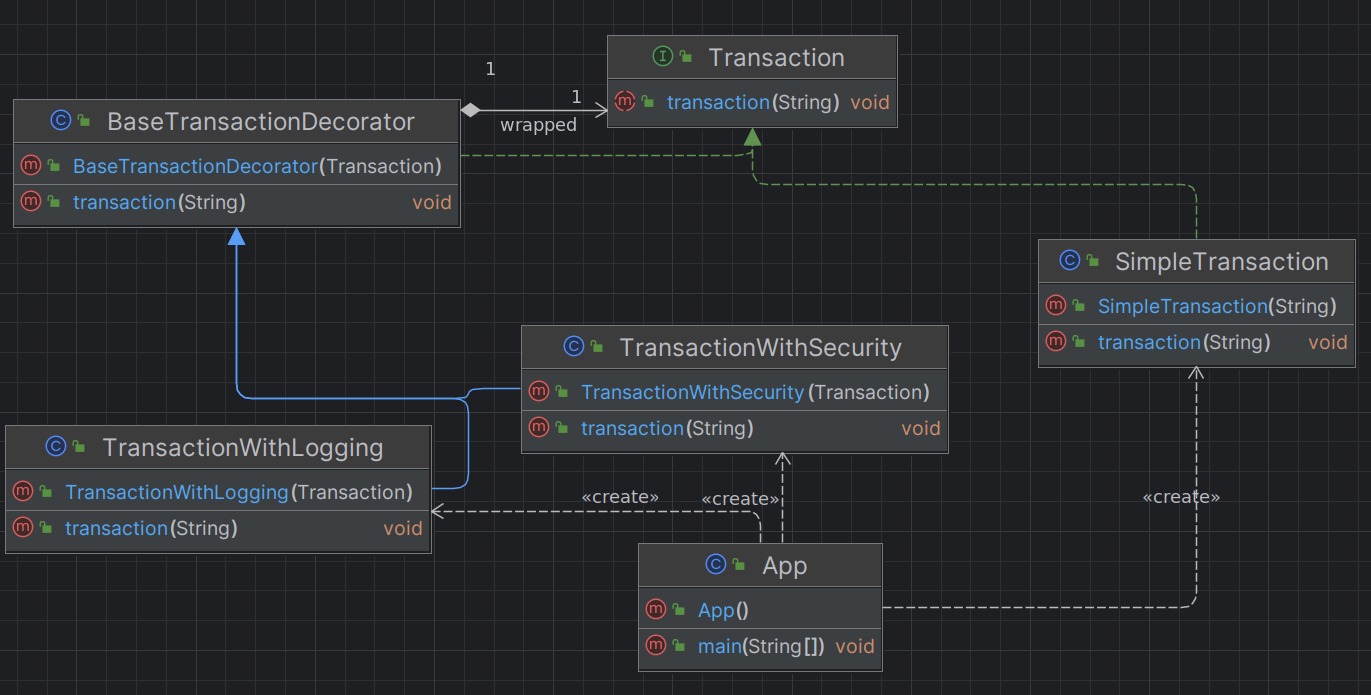 Transaction
transaction(String) void
1
1
wrapped
BaseTransactionDecorator
BaseTransactionDecorator(Transaction)
transaction(String) void
SimpleTransaction
SimpleTransaction(String)
transaction(String) void
TransactionWithSecurity
TransactionWithSecurity(Transaction)
transaction(String) void
TransactionWithLogging
TransactionWithLogging(Transaction)
transaction(String) void
«create»
«create»
«create»
App
App()
main(String[]) void